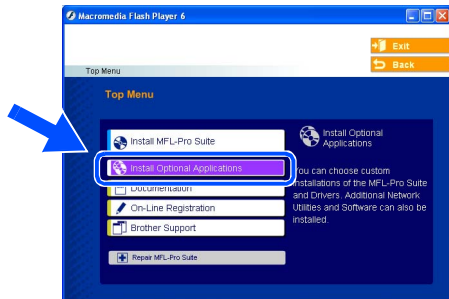 Macromedia Flash Player 6
Exit
Back
Top Menu
Top Menu
Install MFL-Pro Suite
Install Optional Applications
Documentation
On-Line Registration
Brother Support
Repair MFL-Pro Suite
Install Optional
Applications
You can choose custom
installations of the MFL-Pro Suite
and Drivers. Additional Network
Utilities and Software can also be
installed.